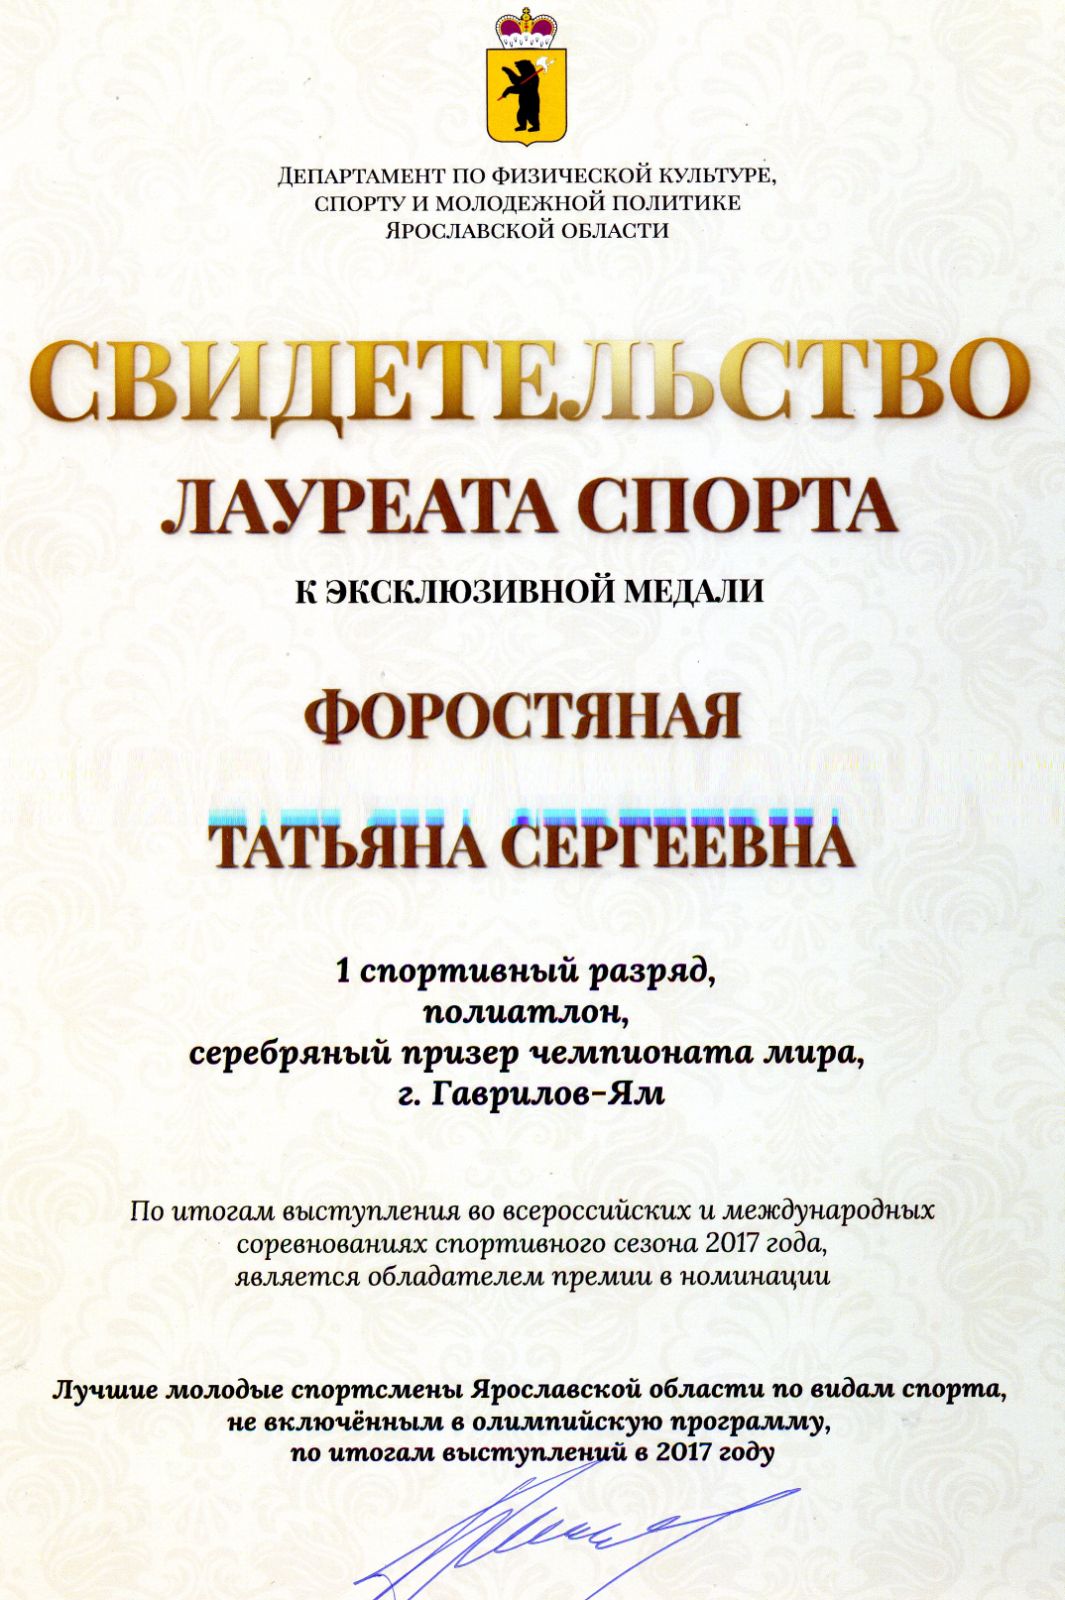 Департамент по физической культуре,
спорту и молодежной политике
Ярославской области
СВИДЕТЕЛЬСТВО
ЛАУРЕАТА СПОРТА
К ЭКСКЛЮЗИВНОЙ МЕДАЛИ
ФОРОСТЯНАЯ
ТАТЬЯНА СЕРГЕЕВНА
1 спортивный разряд,
полиатлон,
серебряный призер чемпионата мира,
г. Гаврилов-Ям
По итогам выступления во всероссийских и международных
соревнованиях спортивного сезона 2017 года,
является обладателем премии в номинации
Лучшие молодые спортсмены Ярославской области по видам спорта,
не включённым в олимпийскую программу,
по итогам выступлений в 2017 году